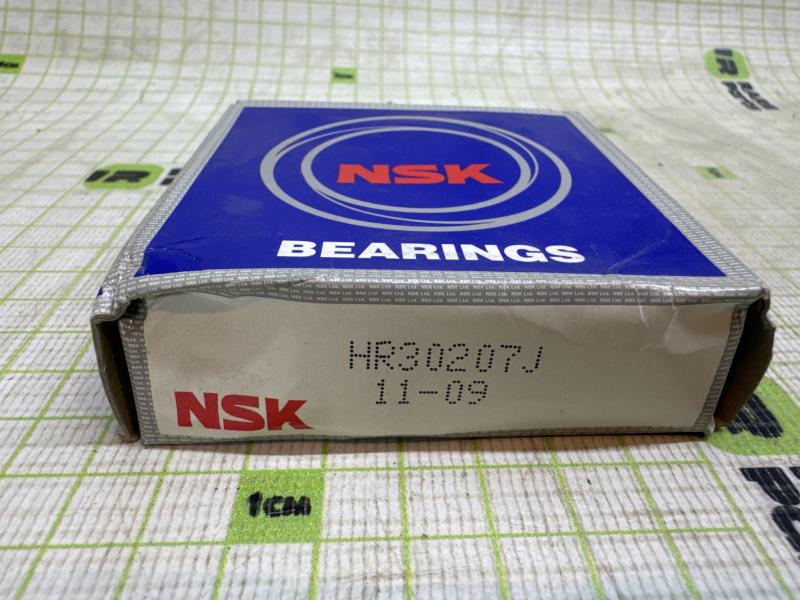 NSK
BEARINGS
HR30207J
11-09
NSK
1CM